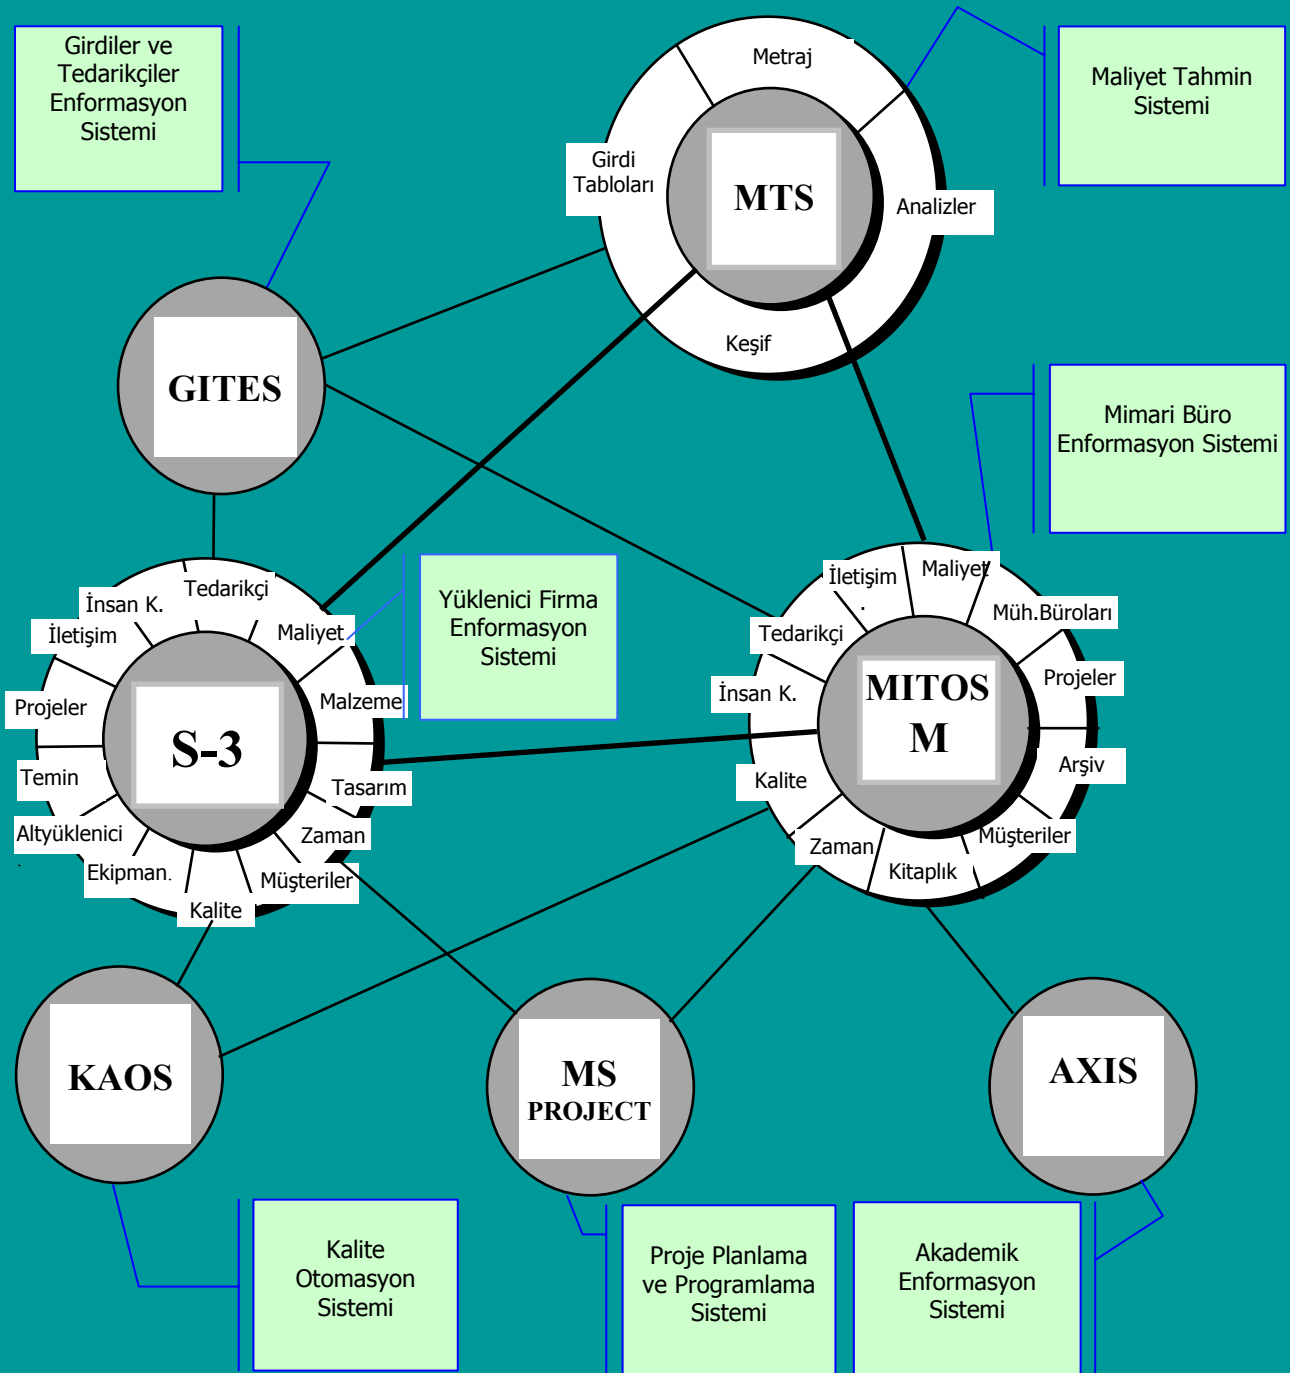 Girdiler ve
Tedarikçiler
Enformasyon
Sistemi
Metraj
Maliyet Tahmin
Sistemi
Girdi
Tabloları
MTS
Analizler
Keşif
GITES
Mimari Büro
Enformasyon Sistemi
Yüklenici Firma
Enformasyon
Sistemi
Tedarikçi
İnsan K.
İletişim
Maliyet
Projeler
Malzeme
S-3
Temin
Tasarım
Altyüklenici
Zaman
Ekipman.
Müşteriler
Kalite
İletişim
.
Maliyet
Müh.Büroları
Tedarikçi
Projeler
İnsan K.
MITOS
M
Kalite
Arşiv
Zaman
Müşteriler
Kitaplık
KAOS
MS
PROJECT
AXIS
Kalite
Otomasyon
Sistemi
Proje Planlama
ve Programlama
Sistemi
Akademik
Enformasyon
Sistemi